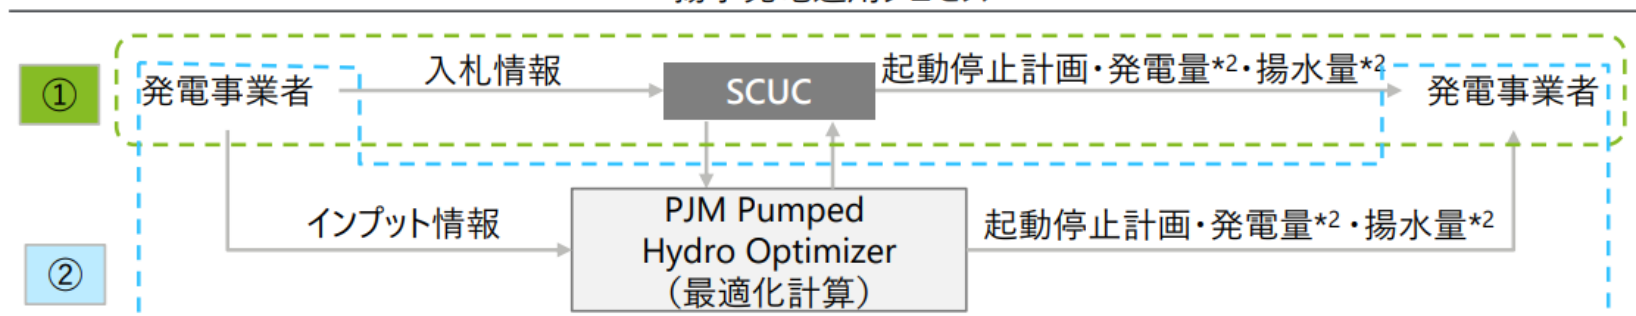 ①
発電事業者
入札情報
SCUC
起動停止計画・発電量*2・揚水量*2
発電事業者
②
インプット情報
PJM Pumped
Hydro Optimizer
（最適化計算）
起動停止計画・発電量*2・揚水量*2